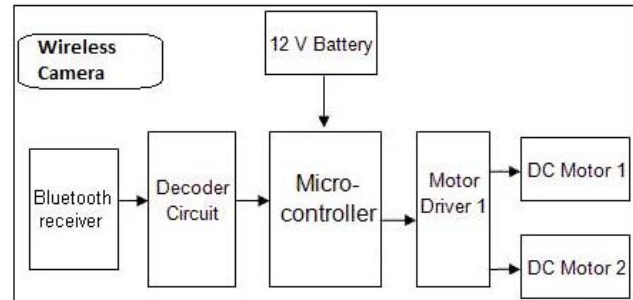 12 V Battery
Wireless
Camera
Bluetooth
receiver
Decoder
Circuit
Micro-
controller
Motor
Driver 1
DC Motor 1
DC Motor 2